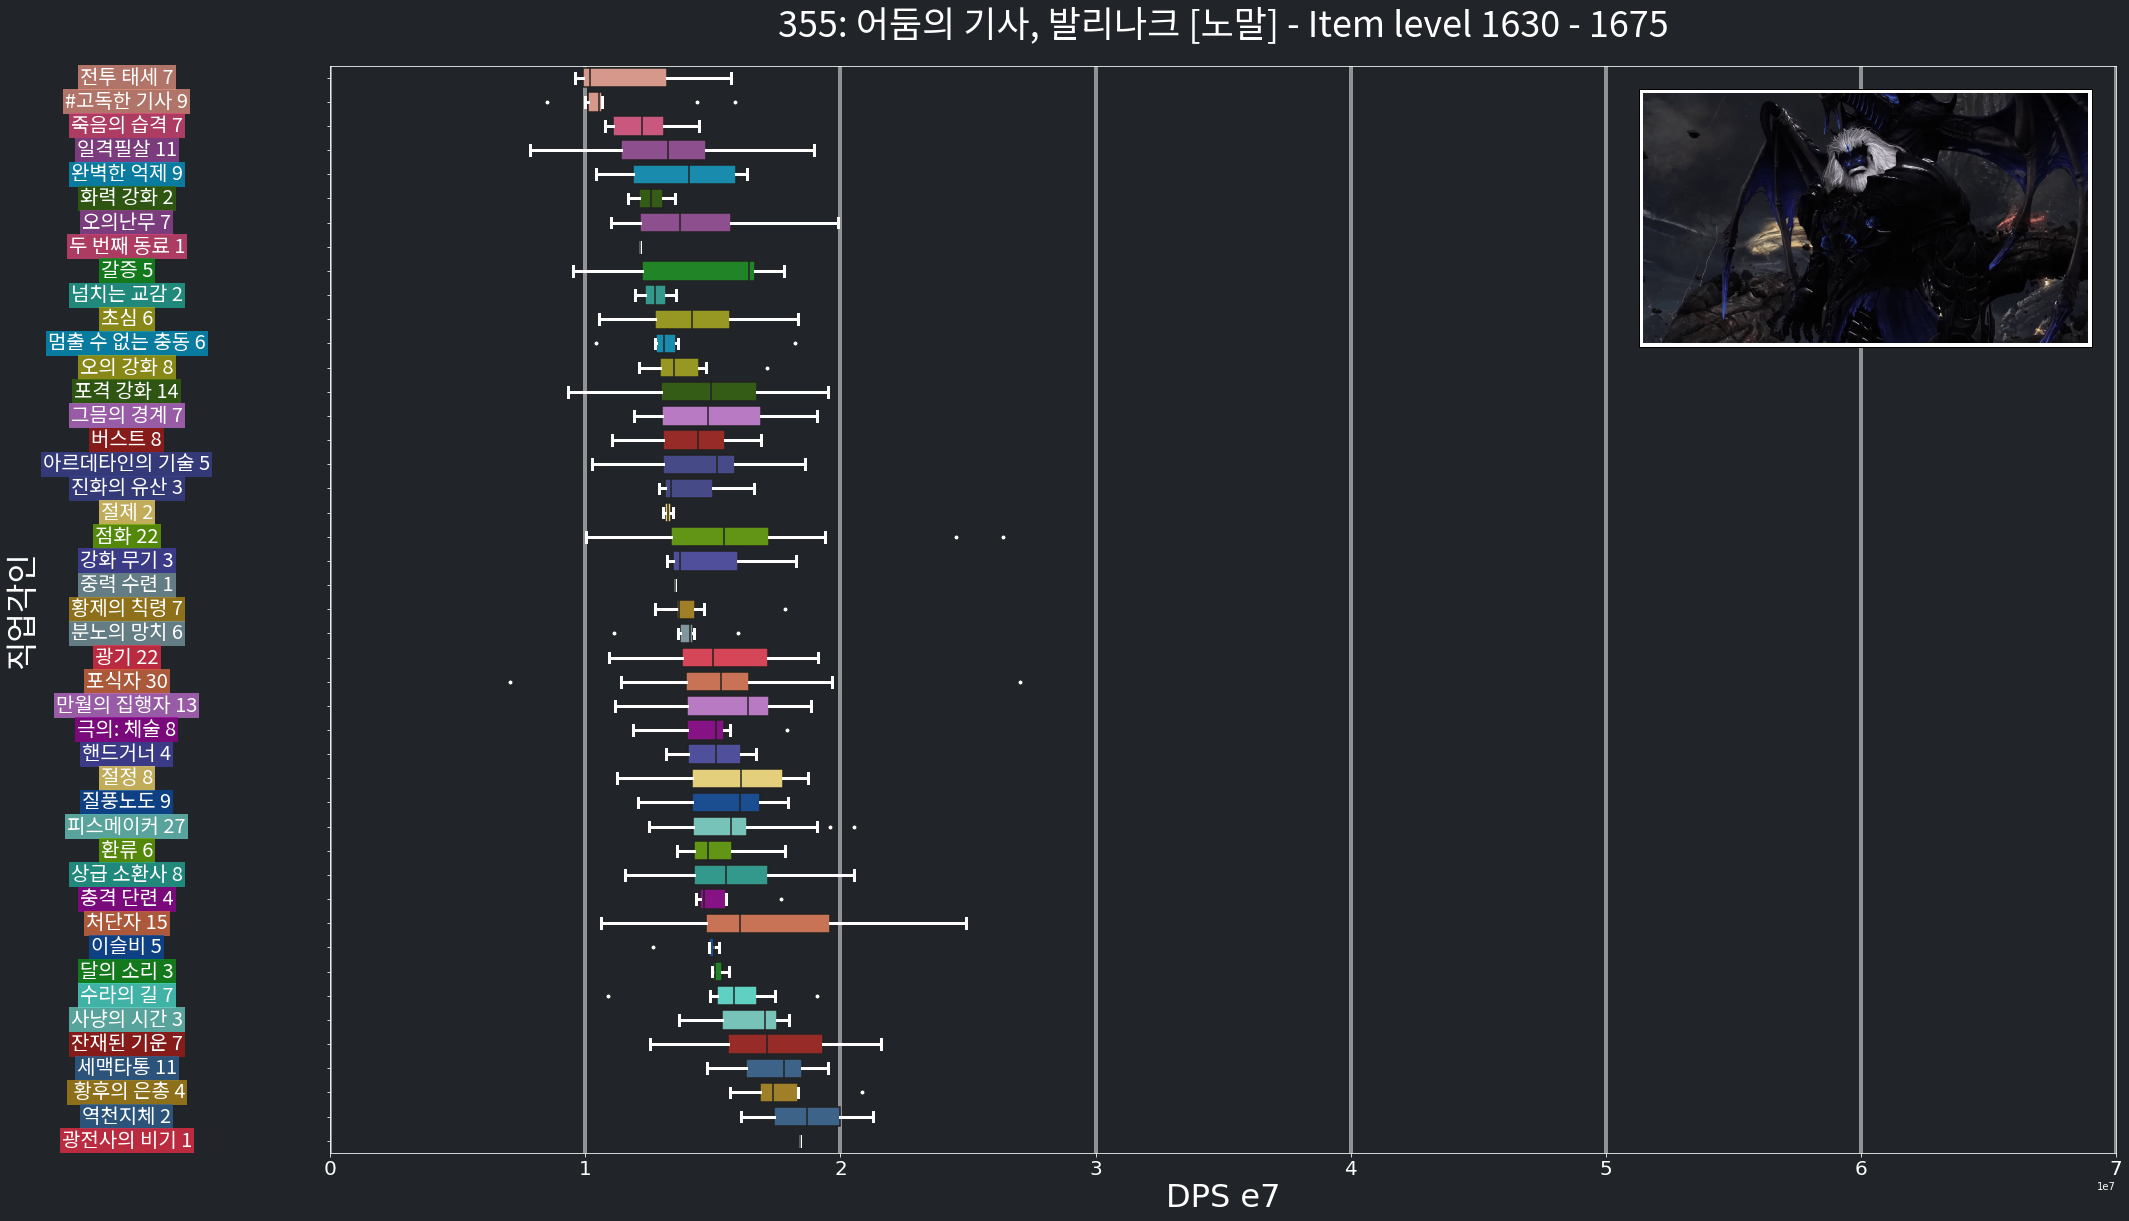 355: 어둠의 기사, 발리나크 [노말] - Item level 1630 - 1675
전투 태세 7
#고독한 기사 9
죽음의 습격 7
일격필살 11
완벽한 억제 9
화력 강화 2
오의난무 7
두 번째 동료 1
갈증 5
넘치는 교감 2
초심 6
멈출 수 없는 충동 6
오의 강화 8
포격 강화 14
그믐의 경계 7
버스트 8
아르데타인의 기술 5
진화의 유산 3
절제 2
점화 22
강화 무기 3
중력 수련 1
황제의 칙령 7
분노의 망치 6
광기 22
포식자 30
만월의 집행자 13
극의: 체술 8
핸드거너 4
절정 8
질풍노도 9
피스메이커 27
환류 6
상급 소환사 8
충격 단련 4
처단자 15
이슬비 5
달의 소리 3
수라의 길 7
사냥의 시간 3
잔재된 기운 7
세맥타통 11
황후의 은총 4
역천지체 2
광전사의 비기 1
직업각인
0 1 2 3 4 5 6 7
1e7
DPS e7